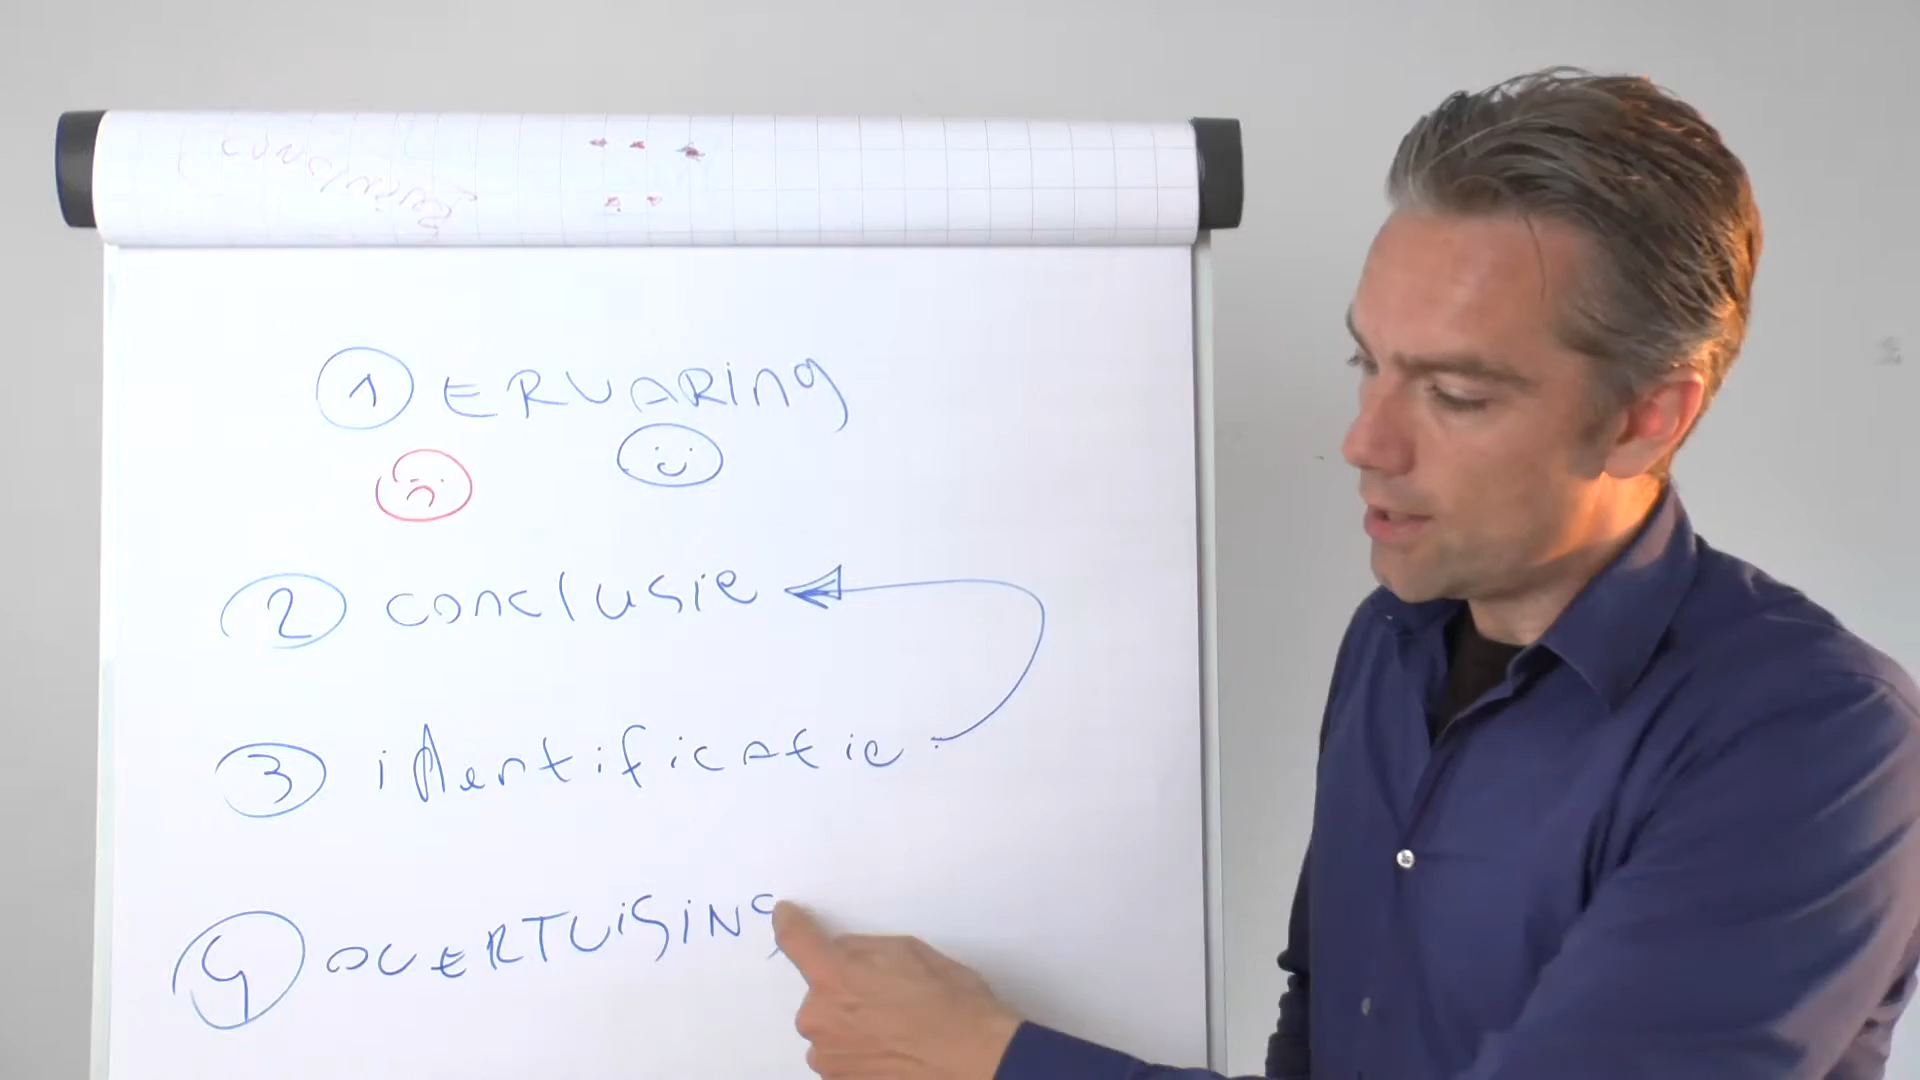 1 ERVARING
2 conclusie
3 identificatie
4 OVERTUIGING